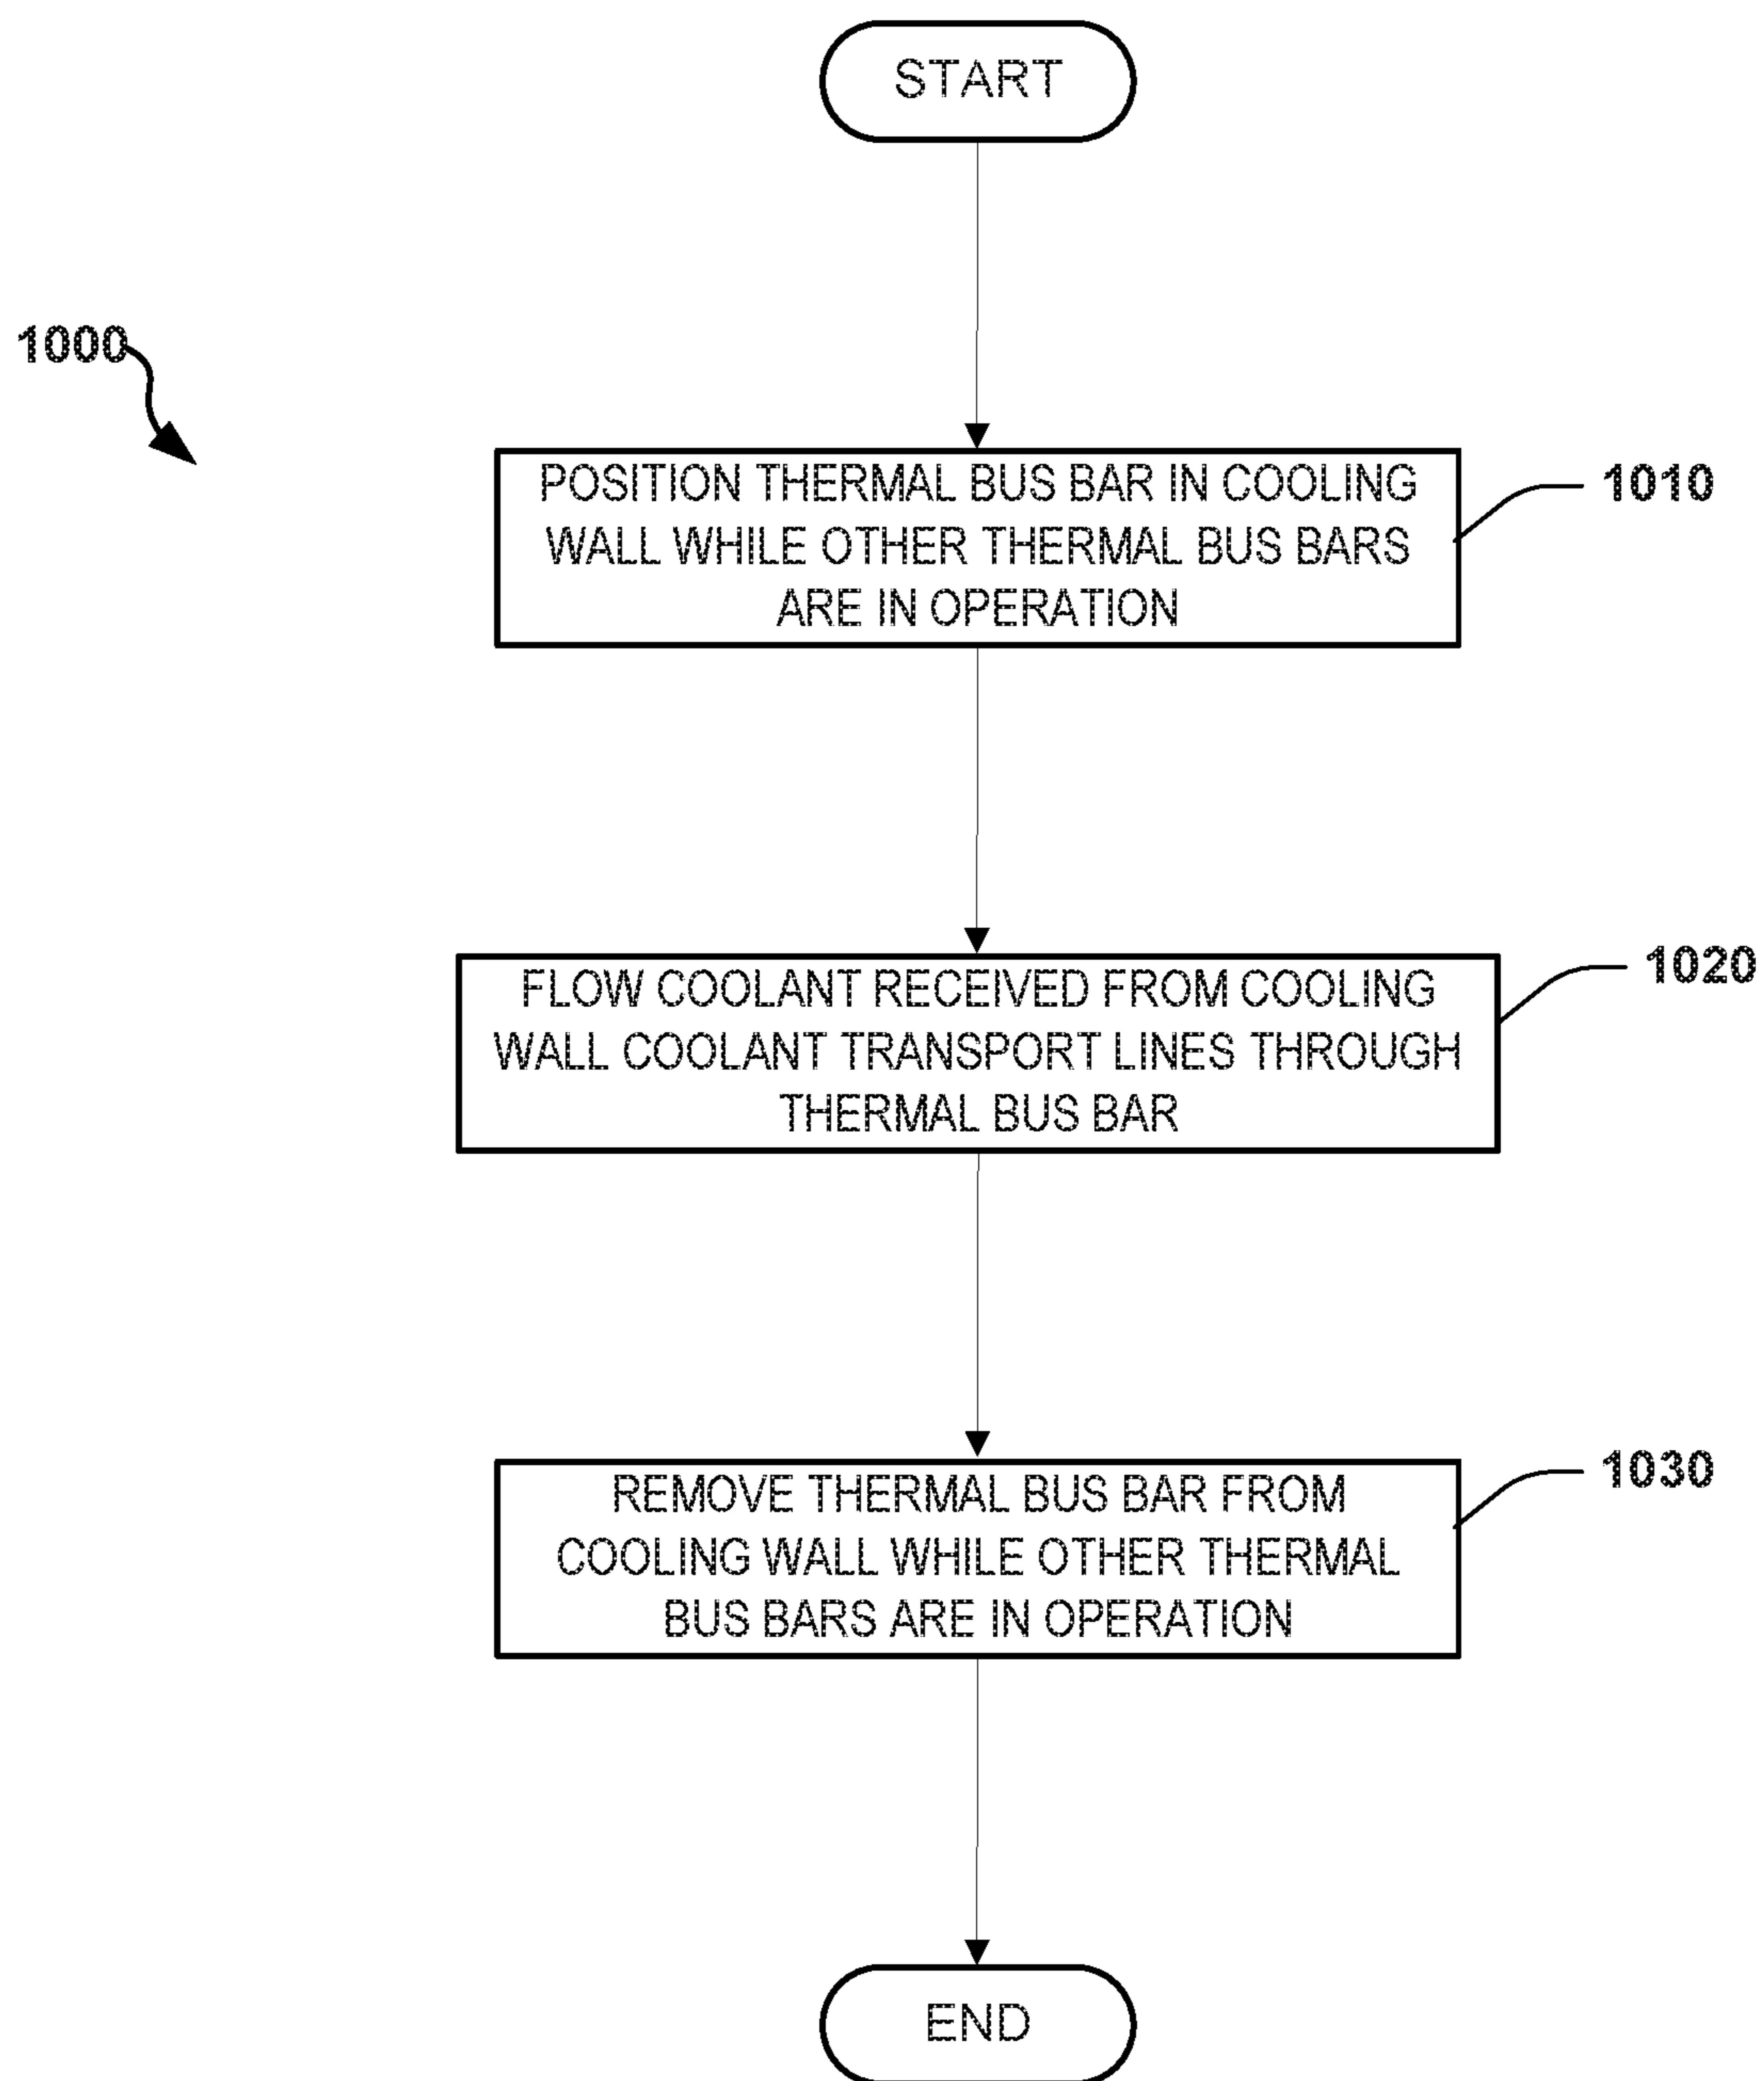 START
1000
POSITION THERMAL BUS BAR IN COOLING
WALL WHILE OTHER THERMAL BUS BARS
ARE IN OPERATION
1010
FLOW COOLANT RECEIVED FROM COOLING
WALL COOLANT TRANSPORT LINES THROUGH
THERMAL BUS BAR
1020
REMOVE THERMAL BUS BAR FROM
COOLING WALL WHILE OTHER THERMAL
BUS BARS ARE IN OPERATION
1030
END